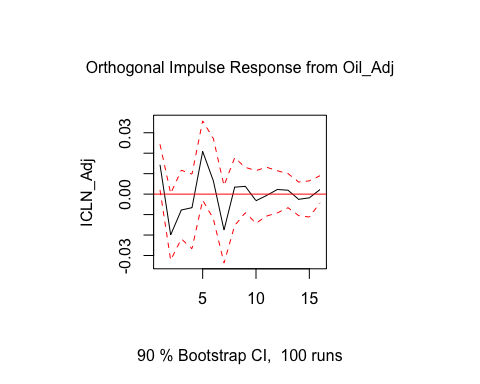 Orthogonal Impulse Response from Oil_Adj
ICLN_Adj
0.03
0.00
-0.03
5 10 15
90 % Bootstrap CI, 100 runs